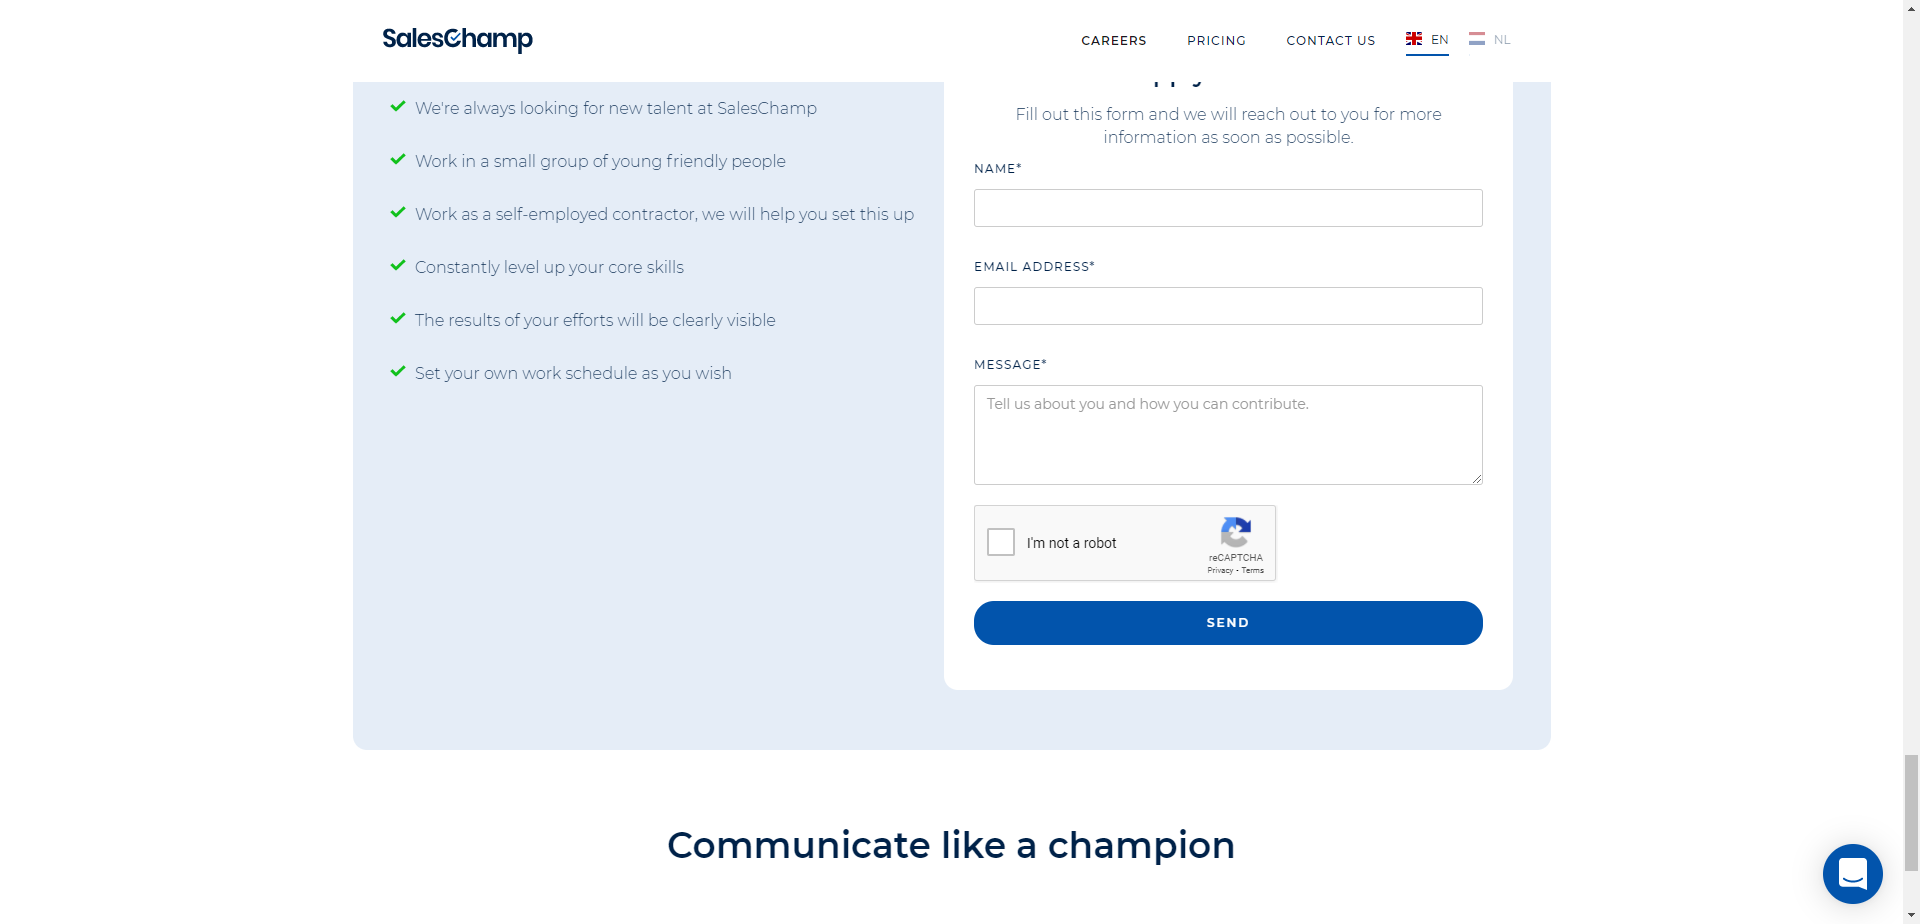 SalesChamp
CAREERS
PRICING
CONTACT US
EN
NL
We're always looking for new talent at SalesChamp
Work in a small group of young friendly people
Work as a self-employed contractor, we will help you set this up
Constantly level up your core skills
The results of your efforts will be clearly visible
Set your own work schedule as you wish
Fill out this form and we will reach out to you for more
information as soon as possible.
NAME*
EMAIL ADDRESS*
MESSAGE*
Tell us about you and how you can contribute.
I'm not a robot
reCAPTCHA
Privacy - Terms
SEND
Communicate like a champion